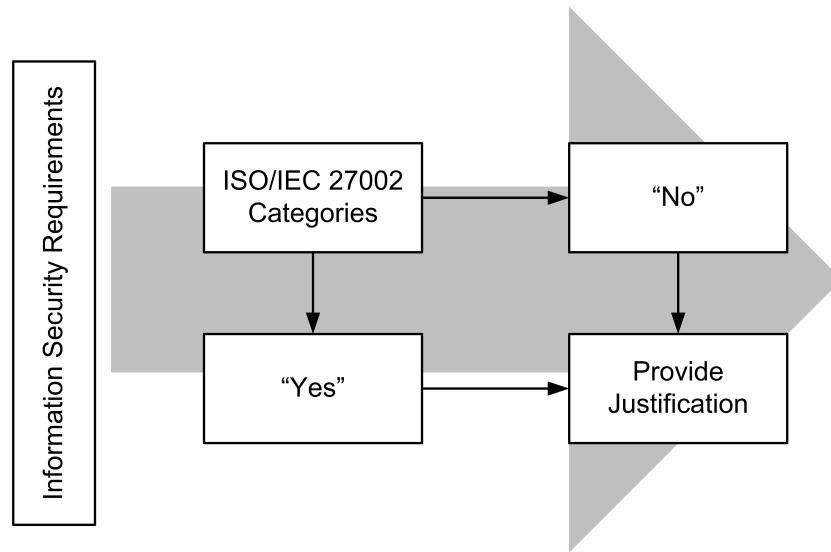 Information Security Requirements
ISO/IEC 27002
Categories
“No”
“Yes”
Provide
Justification